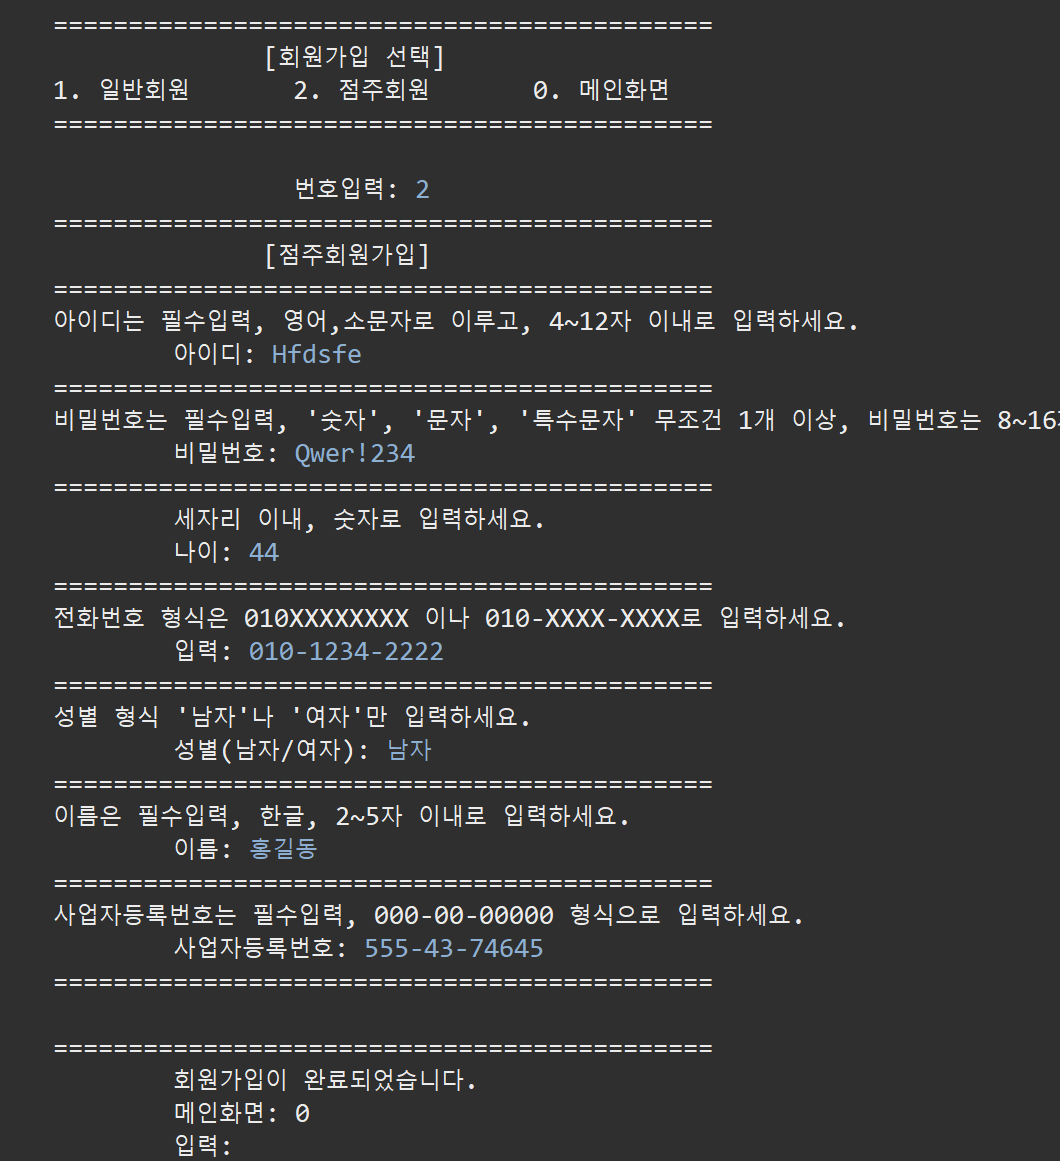 ============================================
[회원가입 선택]
1. 일반회원 2. 점주회원 0. 메인화면
============================================
번호입력: 2
============================================
[점주회원가입]
============================================
아이디는 필수입력, 영어,소문자로 이루고, 4~12자 이내로 입력하세요.
아이디: Hfdsfe
============================================
비밀번호는 필수입력, '숫자', '문자', '특수문자' 무조건 1개 이상, 비밀번호는 8~16
비밀번호: Qwer!234
============================================
세자리 이내, 숫자로 입력하세요.
나이: 44
============================================
전화번호 형식은 010XXXXXXXX 이나 010-XXXX-XXXX로 입력하세요.
입력: 010-1234-2222
============================================
성별 형식 '남자'나 '여자'만 입력하세요.
성별(남자/여자): 남자
============================================
이름은 필수입력, 한글, 2~5자 이내로 입력하세요.
이름: 홍길동
============================================
사업자등록번호는 필수입력, 000-00-00000 형식으로 입력하세요.
사업자등록번호: 555-43-74645
============================================
============================================
회원가입이 완료되었습니다.
메인화면: 0
입력: